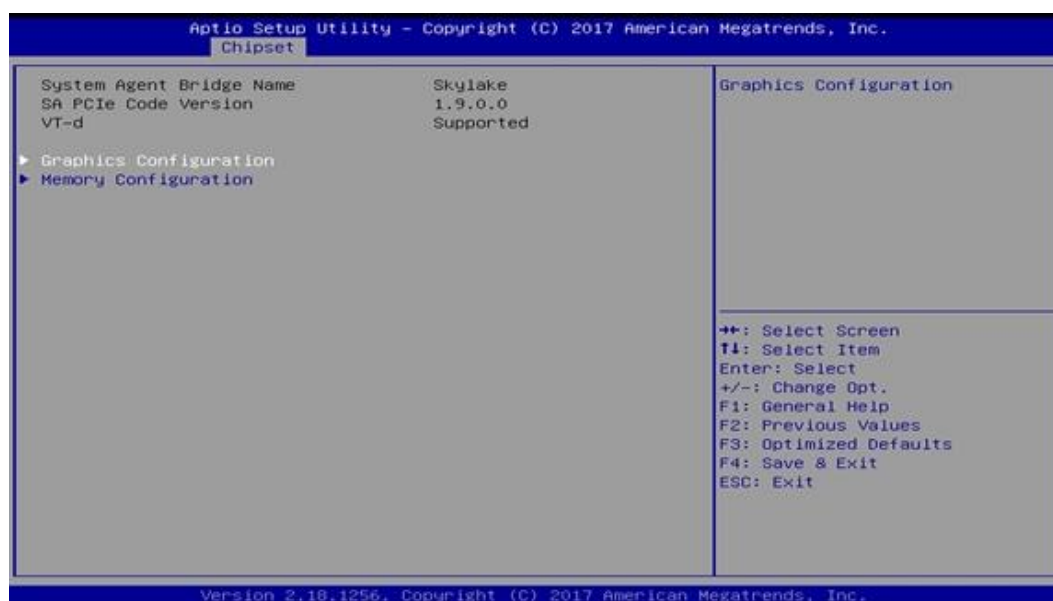 Aptio Setup Utility – Copyright (C) 2017 American Megatrends, Inc.
Chipset
System Agent Bridge Name Skylake
SA PCIe Code Version 1.9.0.0
VT-d Supported
► Graphics Configuration
► Memory Configuration
Graphics Configuration
→←: Select Screen
↑↓: Select Item
Enter: Select
+/-: Change Opt.
F1: General Help
F2: Previous Values
F3: Optimized Defaults
F4: Save & Exit
ESC: Exit
Version 2.18.1256. Copyright (C) 2017 American Megatrends, Inc.